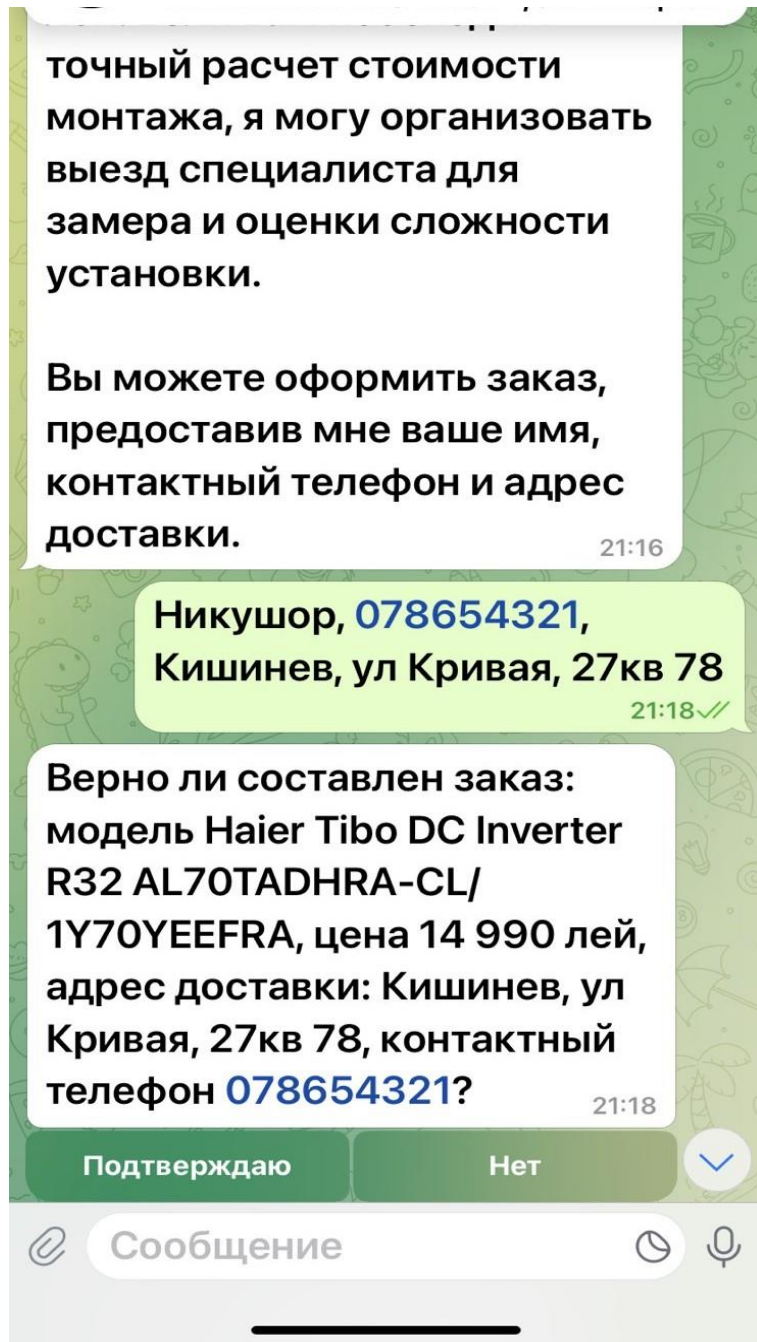 точный расчет стоимости
монтажа, я могу организовать
выезд специалиста для
замера и оценки сложности
установки.
Вы можете оформить заказ,
предоставив мне ваше имя,
контактный телефон и адрес
доставки.
21:16
Никушор, 078654321,
Кишинев, ул Кривая, 27кв 78
21:18
Верно ли составлен заказ:
модель Haier Tibo DC Inverter
R32 AL70TADHRA-CL/
1Y70YEEFRA, цена 14 990 лей,
адрес доставки: Кишинев, ул
Кривая, 27кв 78, контактный
телефон 078654321?
21:18
Подтверждаю Нет
Сообщение